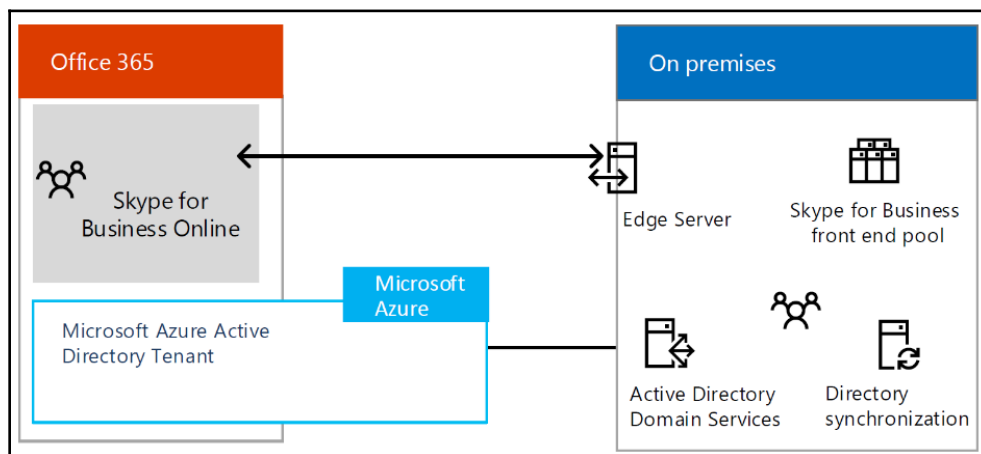 Office 365
Skype for
Business Online
Microsoft
Azure
Microsoft Azure Active
Directory Tenant
On premises
Edge Server
Skype for Business
front end pool
Active Directory
Domain Services
Directory
synchronization